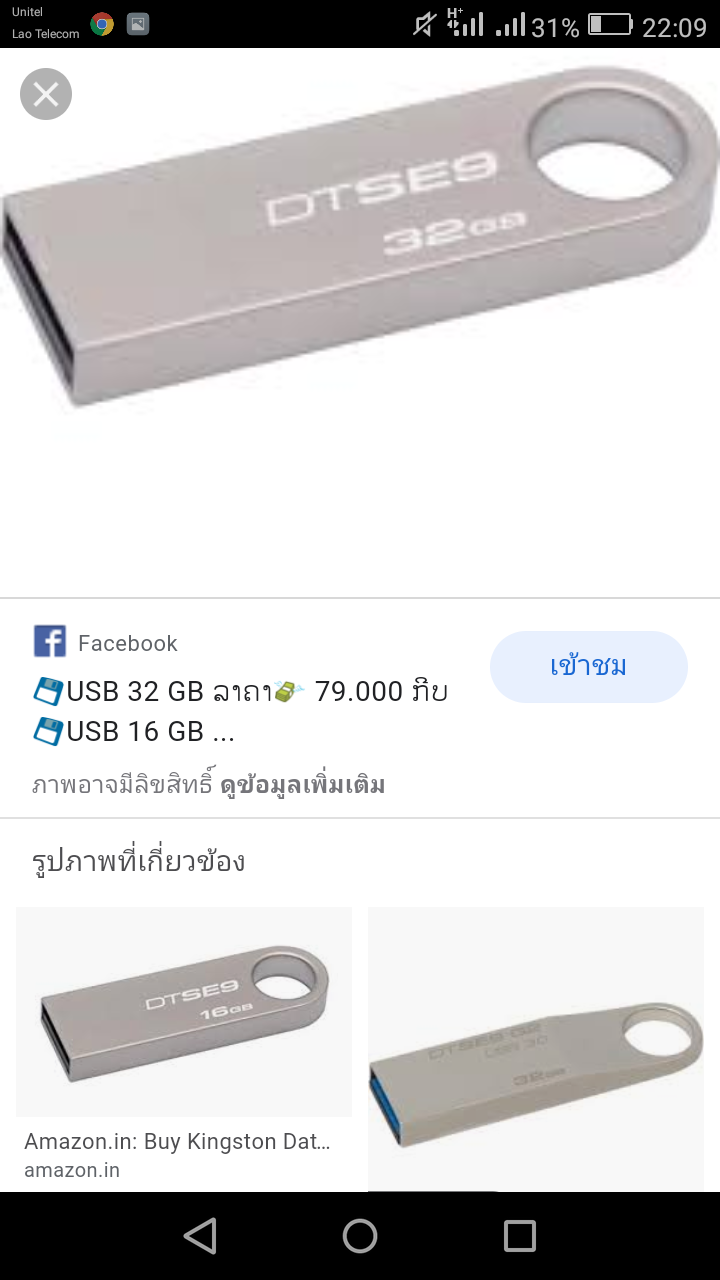 Unitel
Lao Telecom
H+
31%
22:09
DTSE9
32GB
Facebook
เข้าชม
💾USB 32 GB ລາຄາ💸 79.000 ກີບ
💾USB 16 GB ...
ภาพอาจมีลิขสิทธิ์ ดูข้อมูลเพิ่มเติม
รูปภาพที่เกี่ยวข้อง
DTSE9
16GB
DTSE9 G2
USB 3.0
32GB
Amazon.in: Buy Kingston Dat...
amazon.in